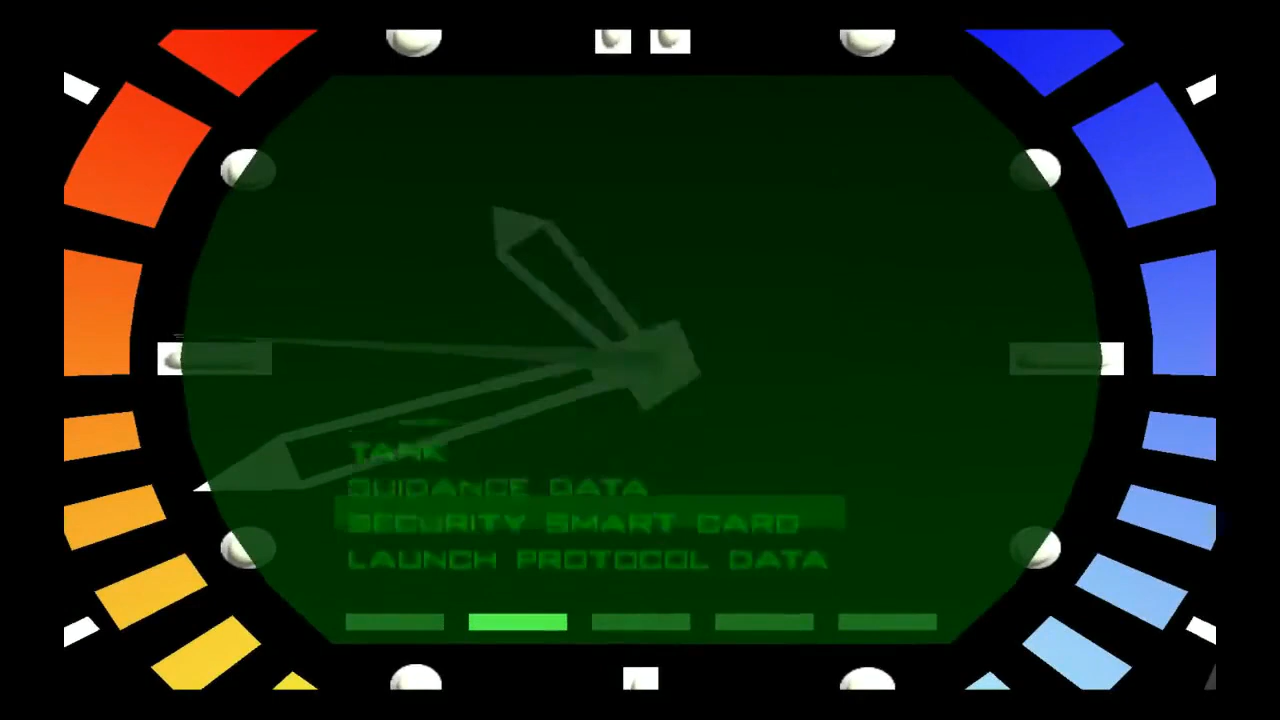 TANK
GUIDANCE DATA
SECURITY SMART CARD
LAUNCH PROTOCOL DATA